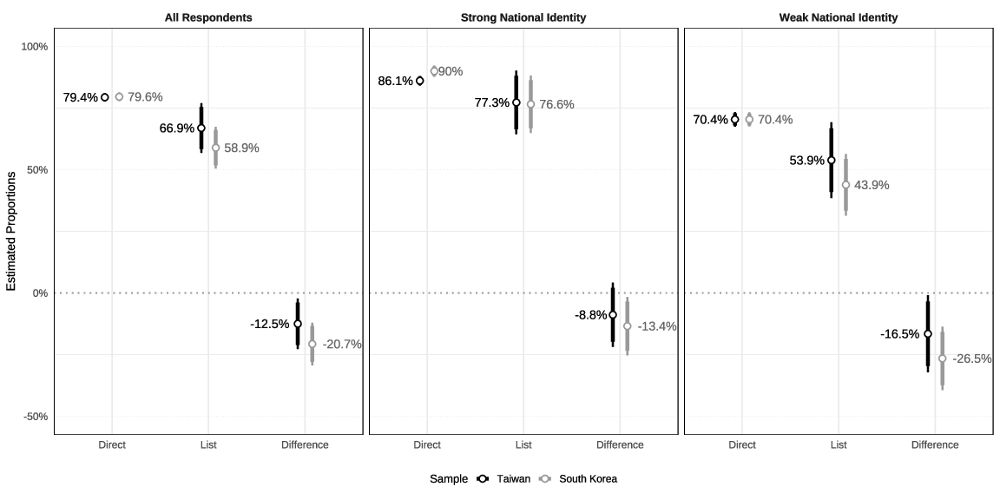 All Respondents
Strong National Identity
Weak National Identity
Estimated Proportions
100%
50%
0%
-50%
79.4%
79.6%
66.9%
58.9%
-12.5%
-20.7%
86.1%
90%
77.3%
76.6%
-8.8%
-13.4%
70.4%
70.4%
53.9%
43.9%
-16.5%
-26.5%
Direct
List
Difference
Direct
List
Difference
Direct
List
Difference
Sample Taiwan South Korea